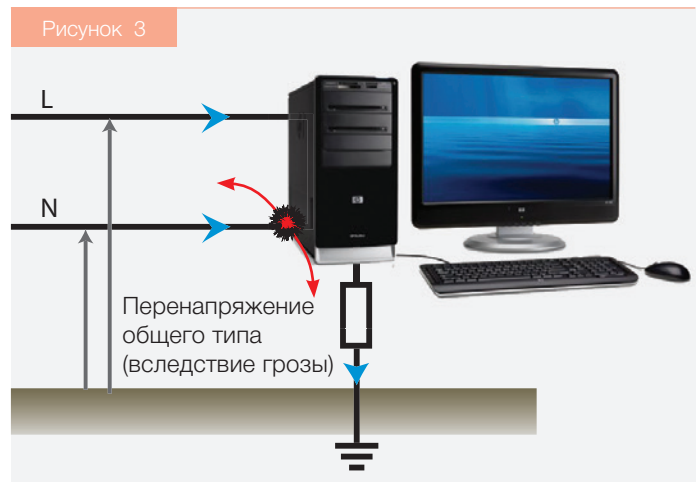 Рисунок 3
L
N
Перенапряжение
общего типа
(вследствие грозы)